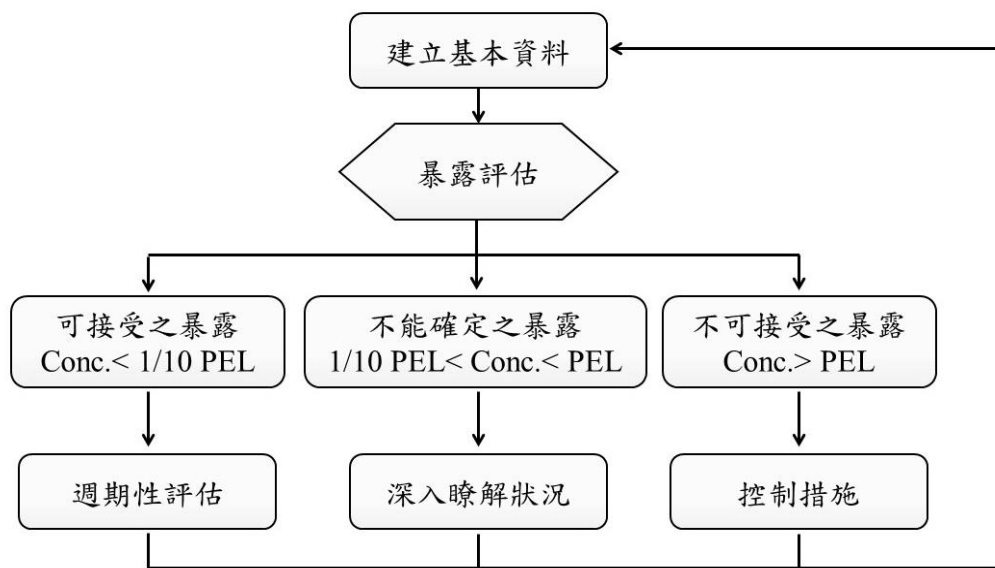 建立基本資料
暴露評估
可接受之暴露
Conc.< 1/10 PEL
不能確定之暴露
1/10 PEL< Conc.< PEL
不可接受之暴露
Conc.> PEL
週期性評估
深入瞭解狀況
控制措施